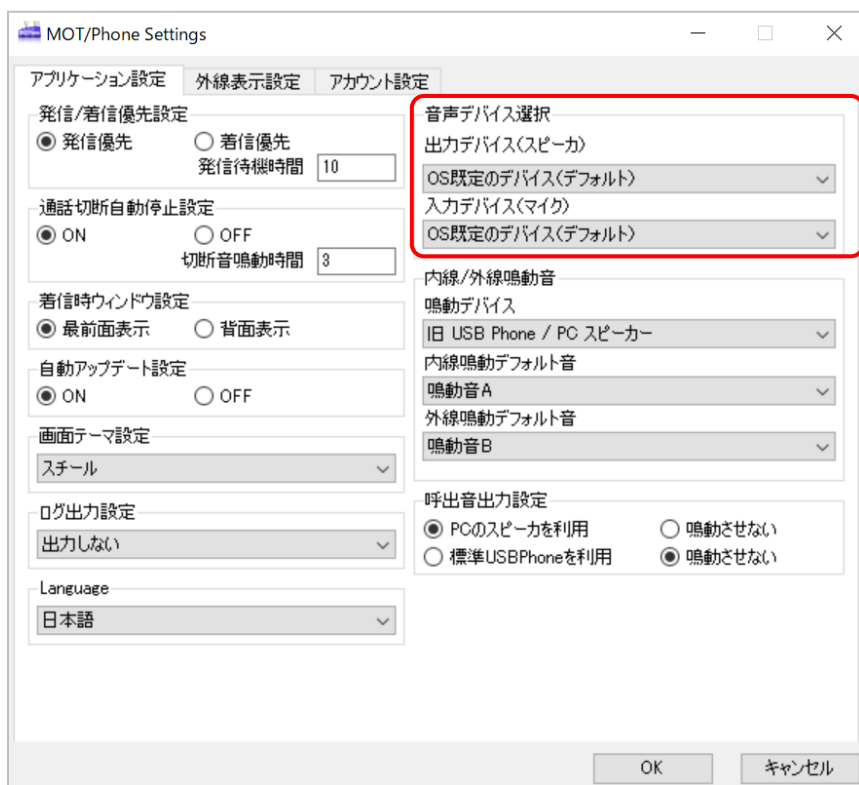 MOT/Phone Settings
アプリケーション設定 外線表示設定 アカウント設定
発信/着信優先設定
発信優先 着信優先
発信待機時間 10
通話切断自動停止設定
ON OFF
切断音鳴動時間 3
着信時ウィンドウ設定
最前面表示 背面表示
自動アップデート設定
ON OFF
画面テーマ設定
スチール
ログ出力設定
出力しない
Language
日本語
音声デバイス選択
出力デバイス(スピーカ)
OS既定のデバイス(デフォルト)
入力デバイス(マイク)
OS既定のデバイス(デフォルト)
内線/外線鳴動音
鳴動デバイス
旧 USB Phone / PC スピーカー
内線鳴動デフォルト音
鳴動音A
外線鳴動デフォルト音
鳴動音B
呼出音出力設定
PCのスピーカを利用 鳴動させない
標準USBPhoneを利用 鳴動させない
OK キャンセル